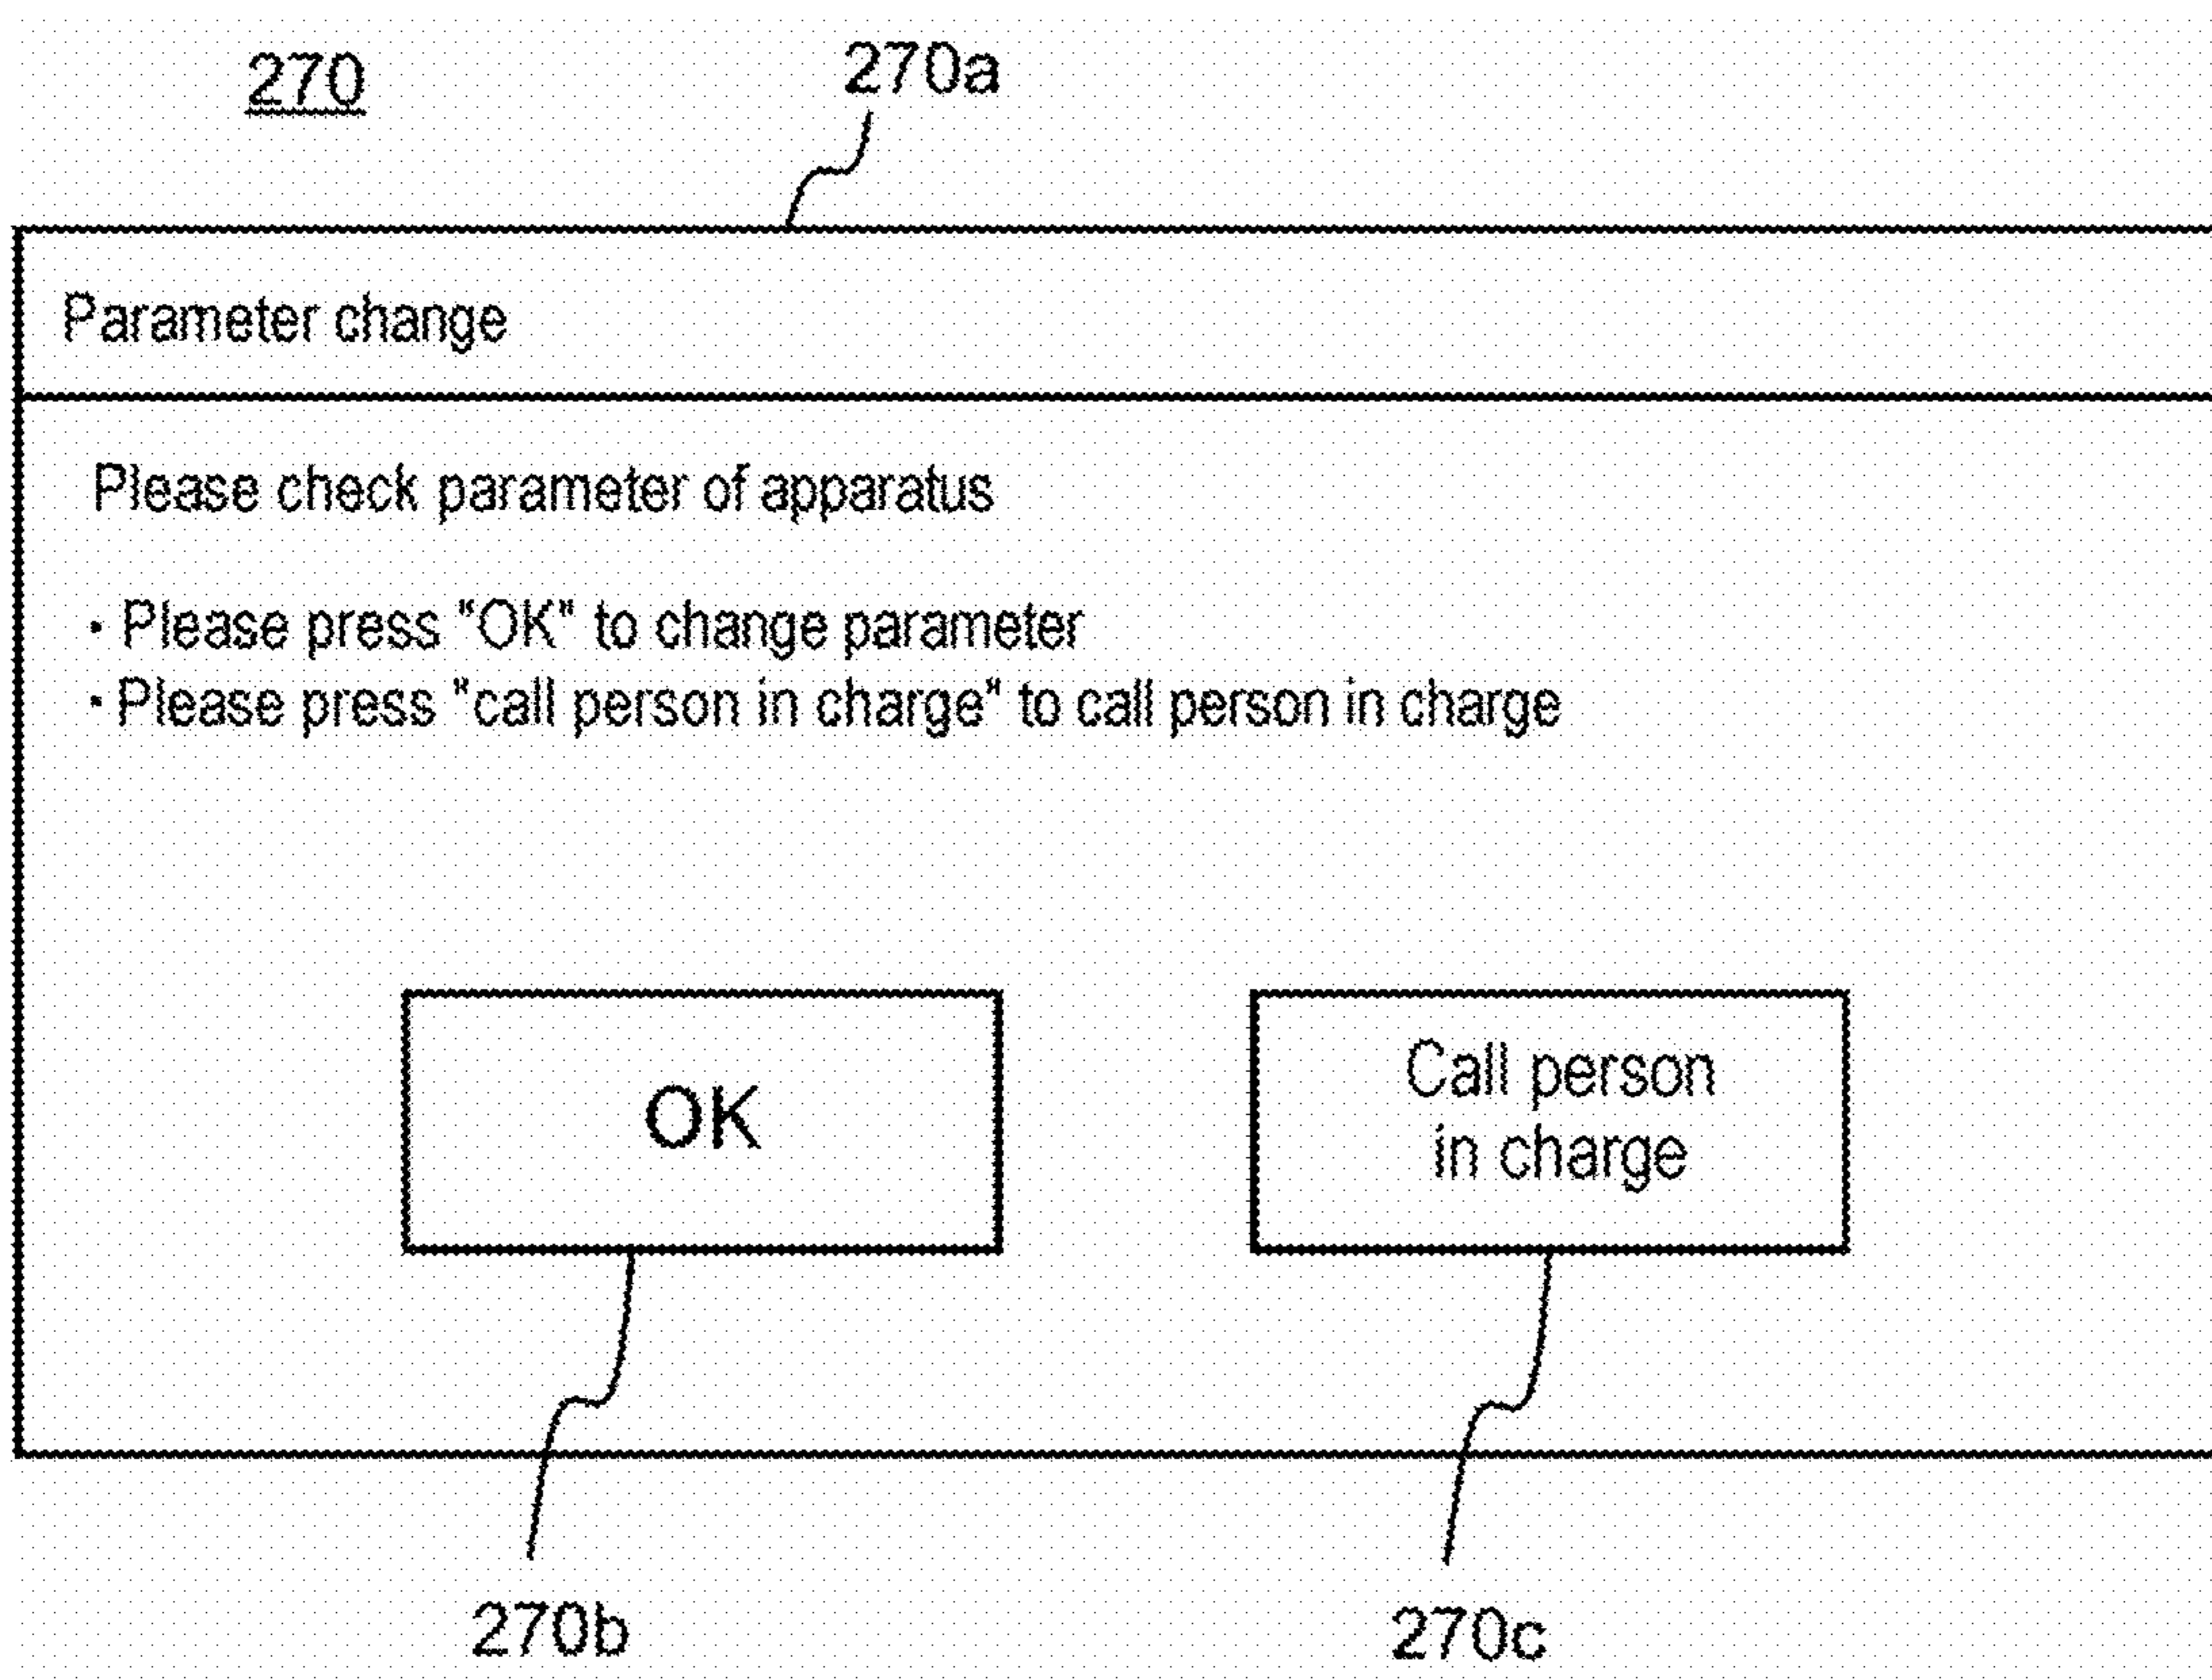 270
270a
Parameter change
Please check parameter of apparatus
· Please press "OK" to change parameter
· Please press "call person in charge" to call person in charge
OK
Call person
in charge
270b
270c